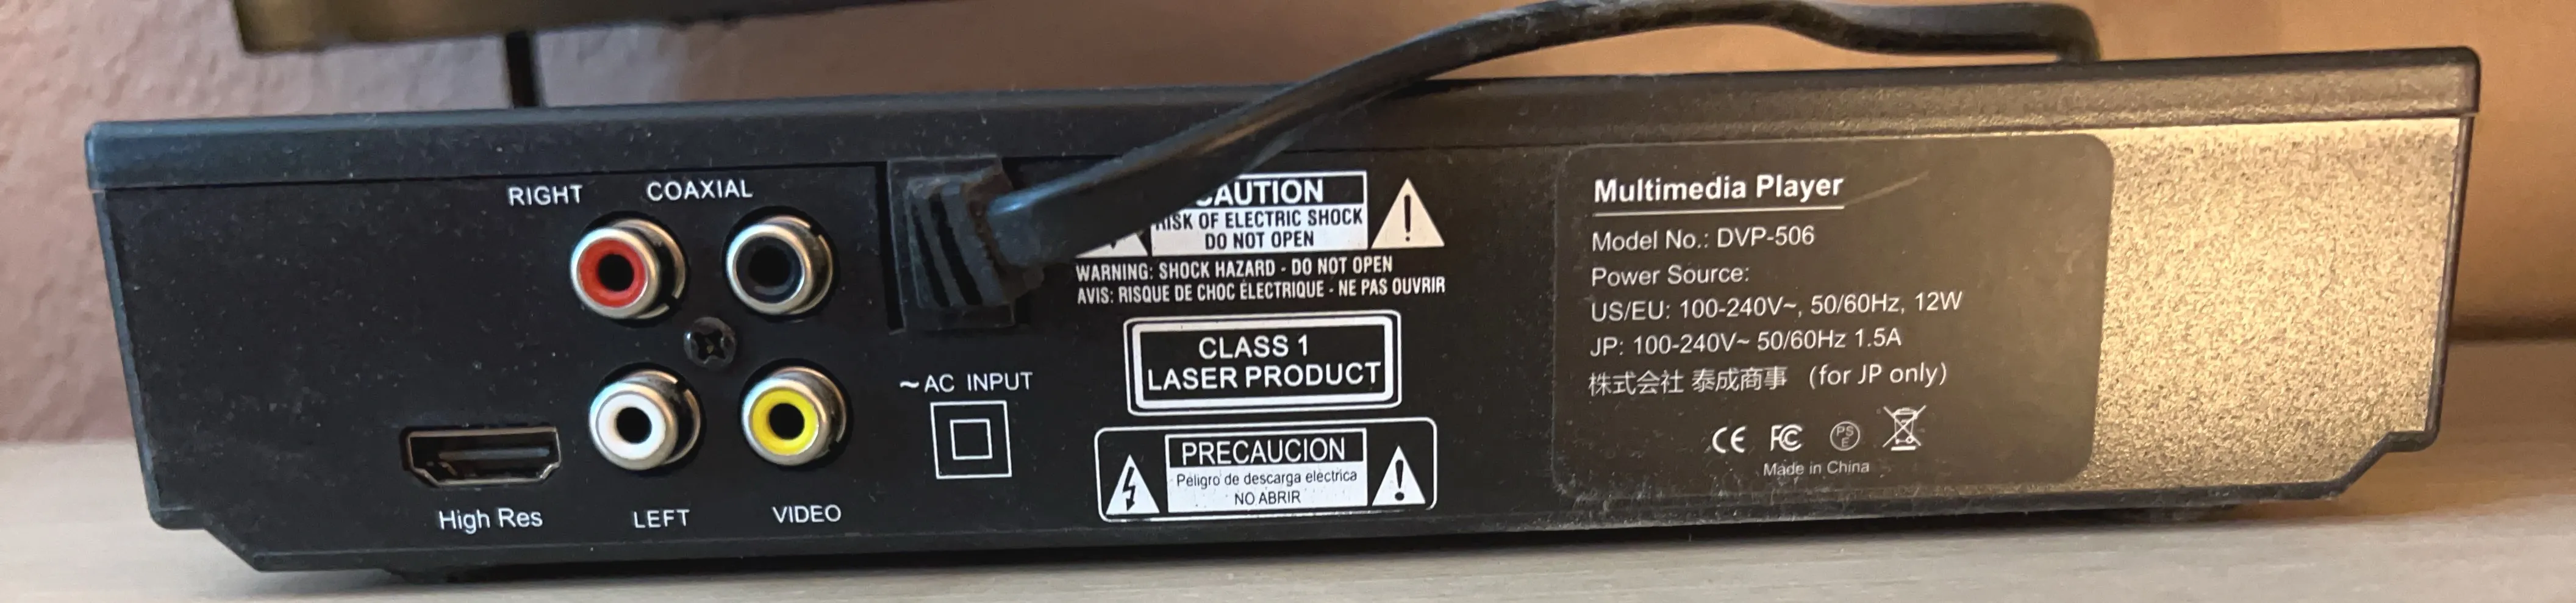 RIGHT
COAXIAL
High Res
LEFT
VIDEO
~AC INPUT
CAUTION
RISK OF ELECTRIC SHOCK
DO NOT OPEN
WARNING: SHOCK HAZARD - DO NOT OPEN
AVIS: RISQUE DE CHOC ÉLECTRIQUE - NE PAS OUVRIR
CLASS 1
LASER PRODUCT
PRECAUCION
Peligro de descarga electrica
NO ABRIR
Multimedia Player
Model No.: DVP-506
Power Source:
US/EU: 100-240V~, 50/60Hz, 12W
JP: 100-240V~ 50/60Hz 1.5A
株式会社 泰成商事 (for JP only)
CE FC PSE
Made in China